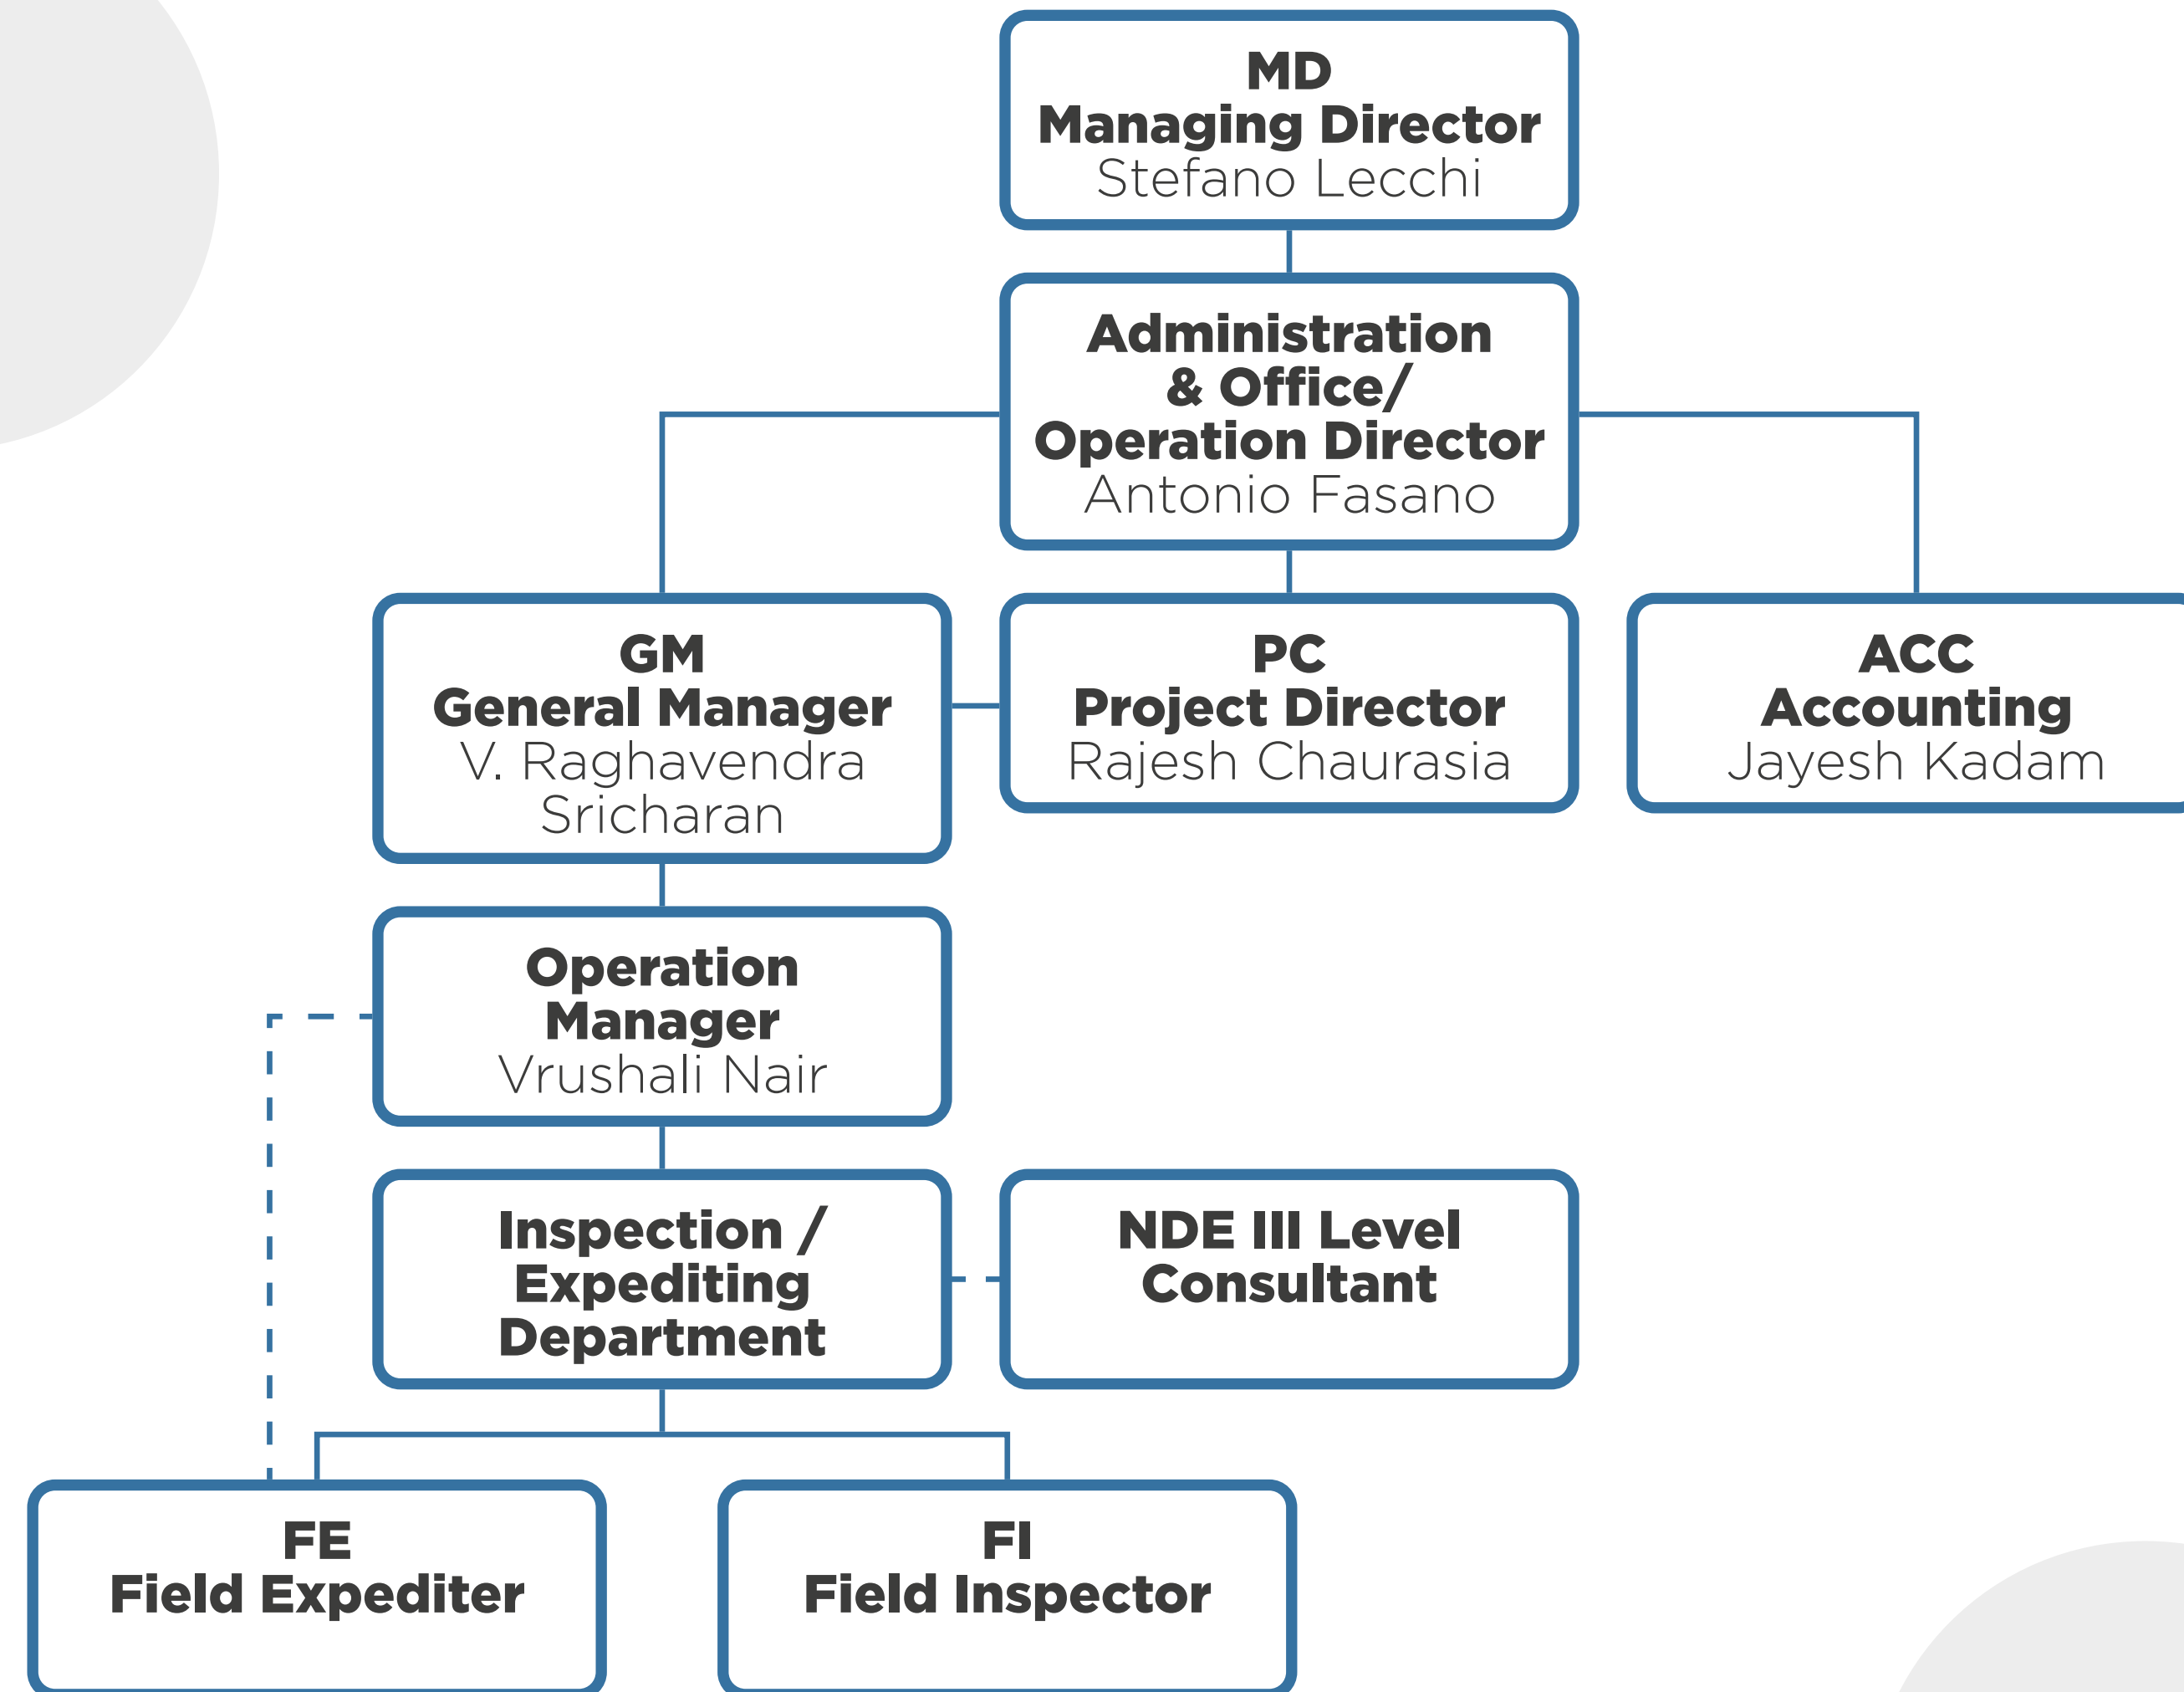 MD
Managing Director
Stefano Lecchi
Administration
& Office/
Operation Director
Antonio Fasano
GM
General Manager
V. Raghavendra
Sricharan
PC
Project Director
Rajesh Chaurasia
ACC
Accounting
Jayesh Kadam
Operation
Manager
Vrushali Nair
Inspection /
Expediting
Department
NDE III Level
Consultant
FE
Field Expediter
FI
Field Inspector